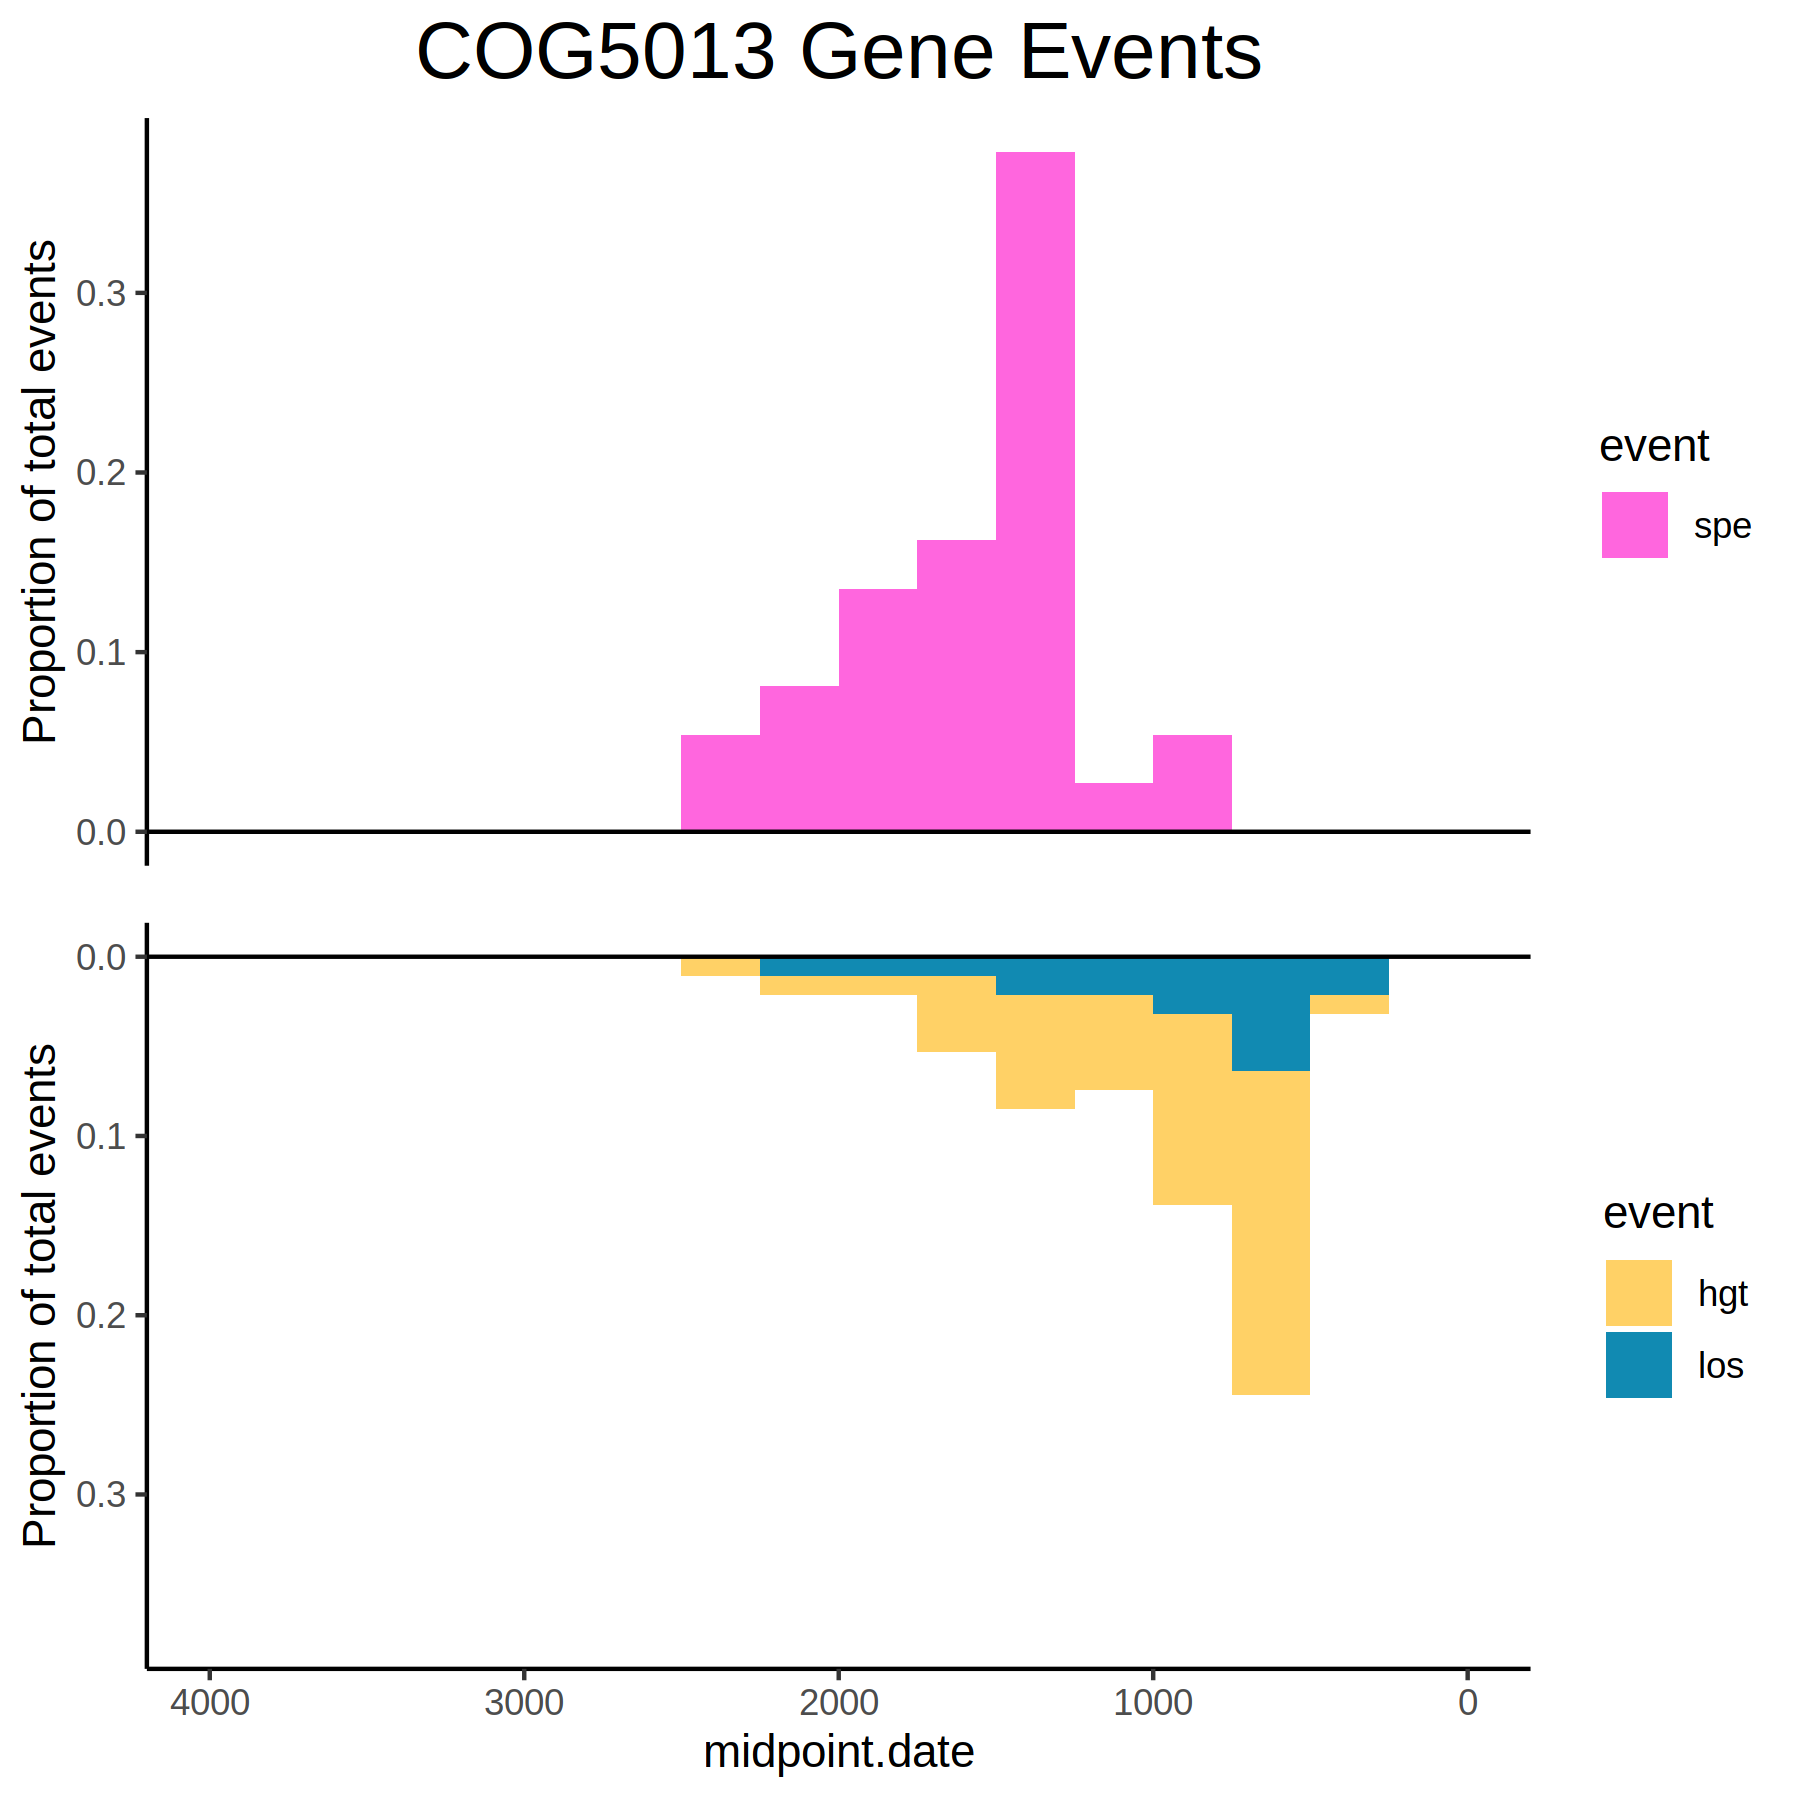 COG5013 Gene Events
Proportion of total events
0.3
0.2
0.1
0.0
event
spe
Proportion of total events
0.0
0.1
0.2
0.3
event
hgt
los
4000 3000 2000 1000 0
midpoint.date